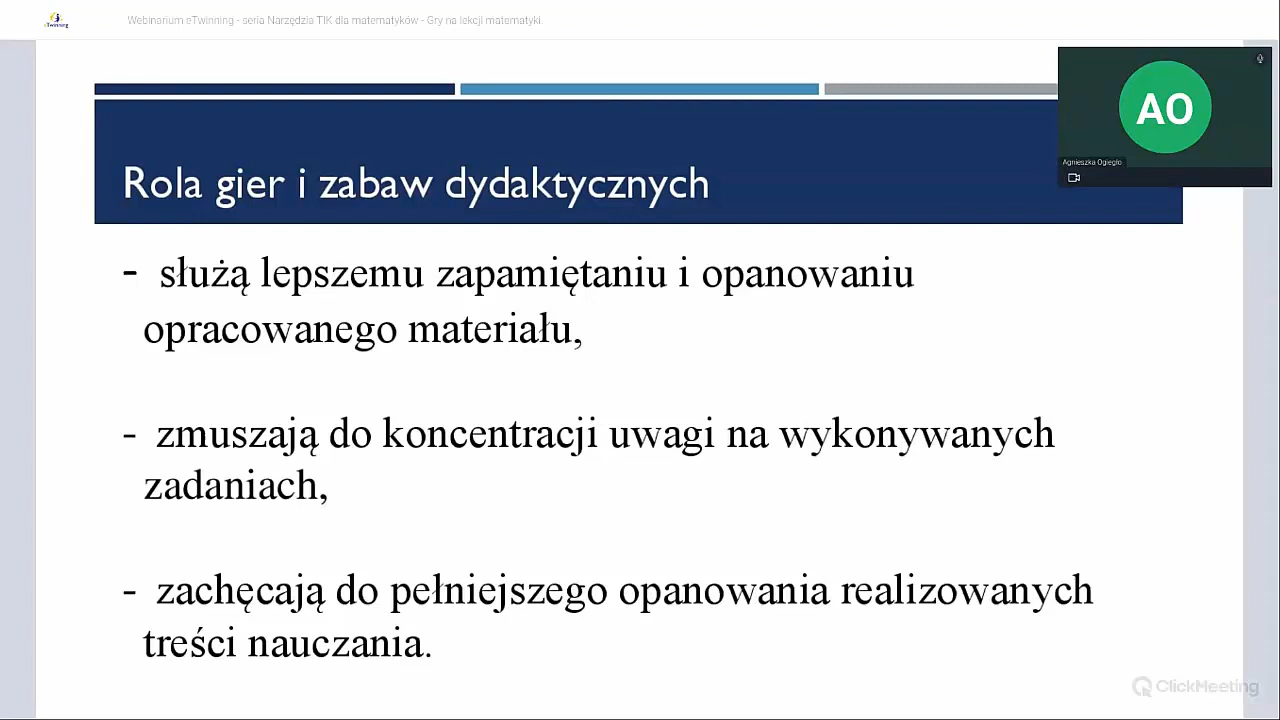 Webinarium eTwinning - seria Narzędzia TIK dla matematyków - Gry na lekcji matematyki.
eTwinning
AO
Agnieszka Ogiegło
Rola gier i zabaw dydaktycznych
- służą lepszemu zapamiętaniu i opanowaniu
opracowanego materiału,
- zmuszają do koncentracji uwagi na wykonywanych
zadaniach,
- zachęcają do pełniejszego opanowania realizowanych
treści nauczania.
ClickMeeting